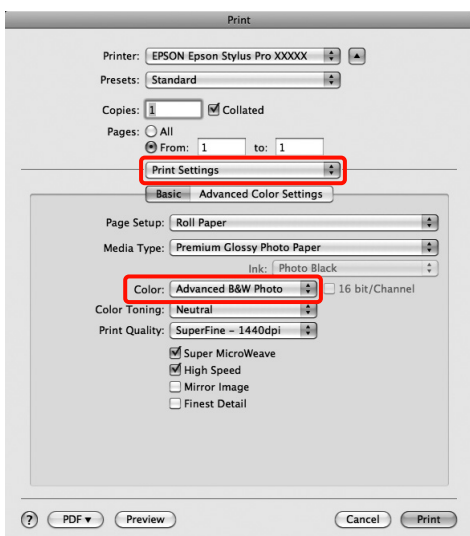 Print
Printer: EPSON Epson Stylus Pro XXXXX
Presets: Standard
Copies: 1 Collated
Pages: All
From: 1 to: 1
Print Settings
Basic Advanced Color Settings
Page Setup: Roll Paper
Media Type: Premium Glossy Photo Paper
Ink: Photo Black
Color: Advanced B&W Photo 16 bit/Channel
Color Toning: Neutral
Print Quality: SuperFine – 1440dpi
Super MicroWeave
High Speed
Mirror Image
Finest Detail
? PDF Preview Cancel Print